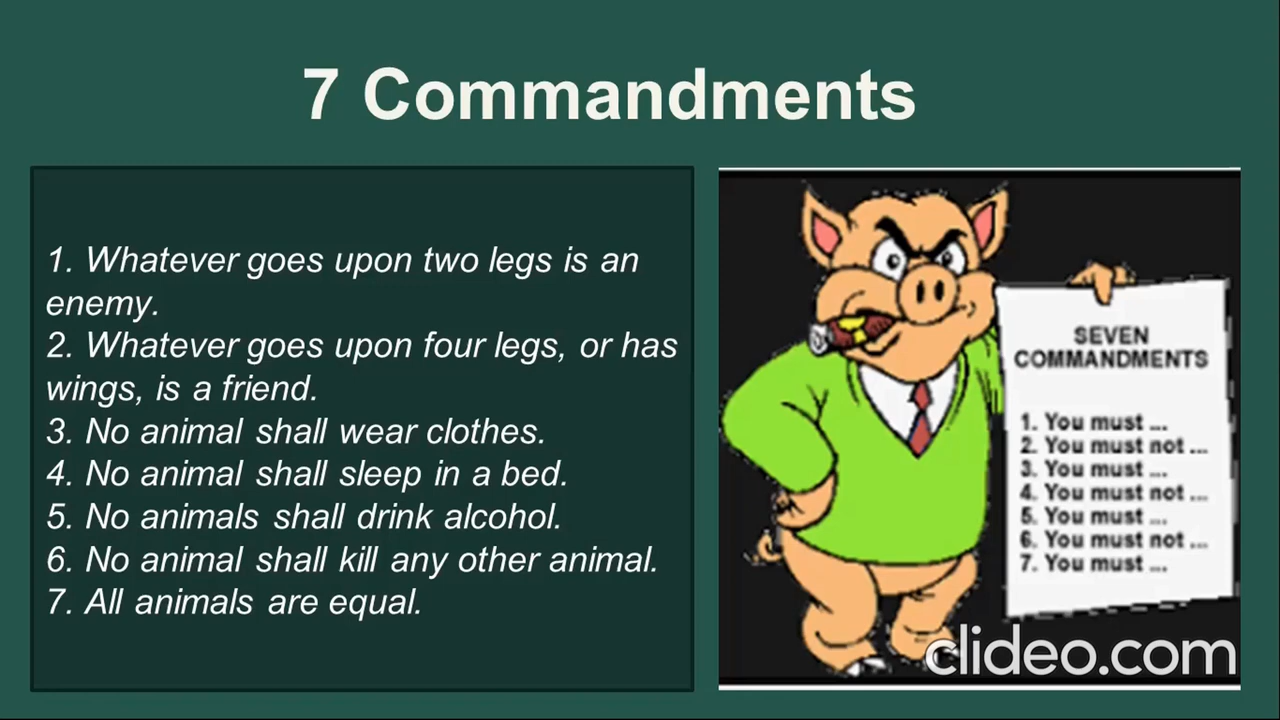 7 Commandments
1. Whatever goes upon two legs is an
enemy.
2. Whatever goes upon four legs, or has
wings, is a friend.
3. No animal shall wear clothes.
4. No animal shall sleep in a bed.
5. No animals shall drink alcohol.
6. No animal shall kill any other animal.
7. All animals are equal.
SEVEN
COMMANDMENTS
1. You must ...
2. You must not ...
3. You must ...
4. You must not ...
5. You must ...
6. You must not ...
7. You must ...
clideo.com